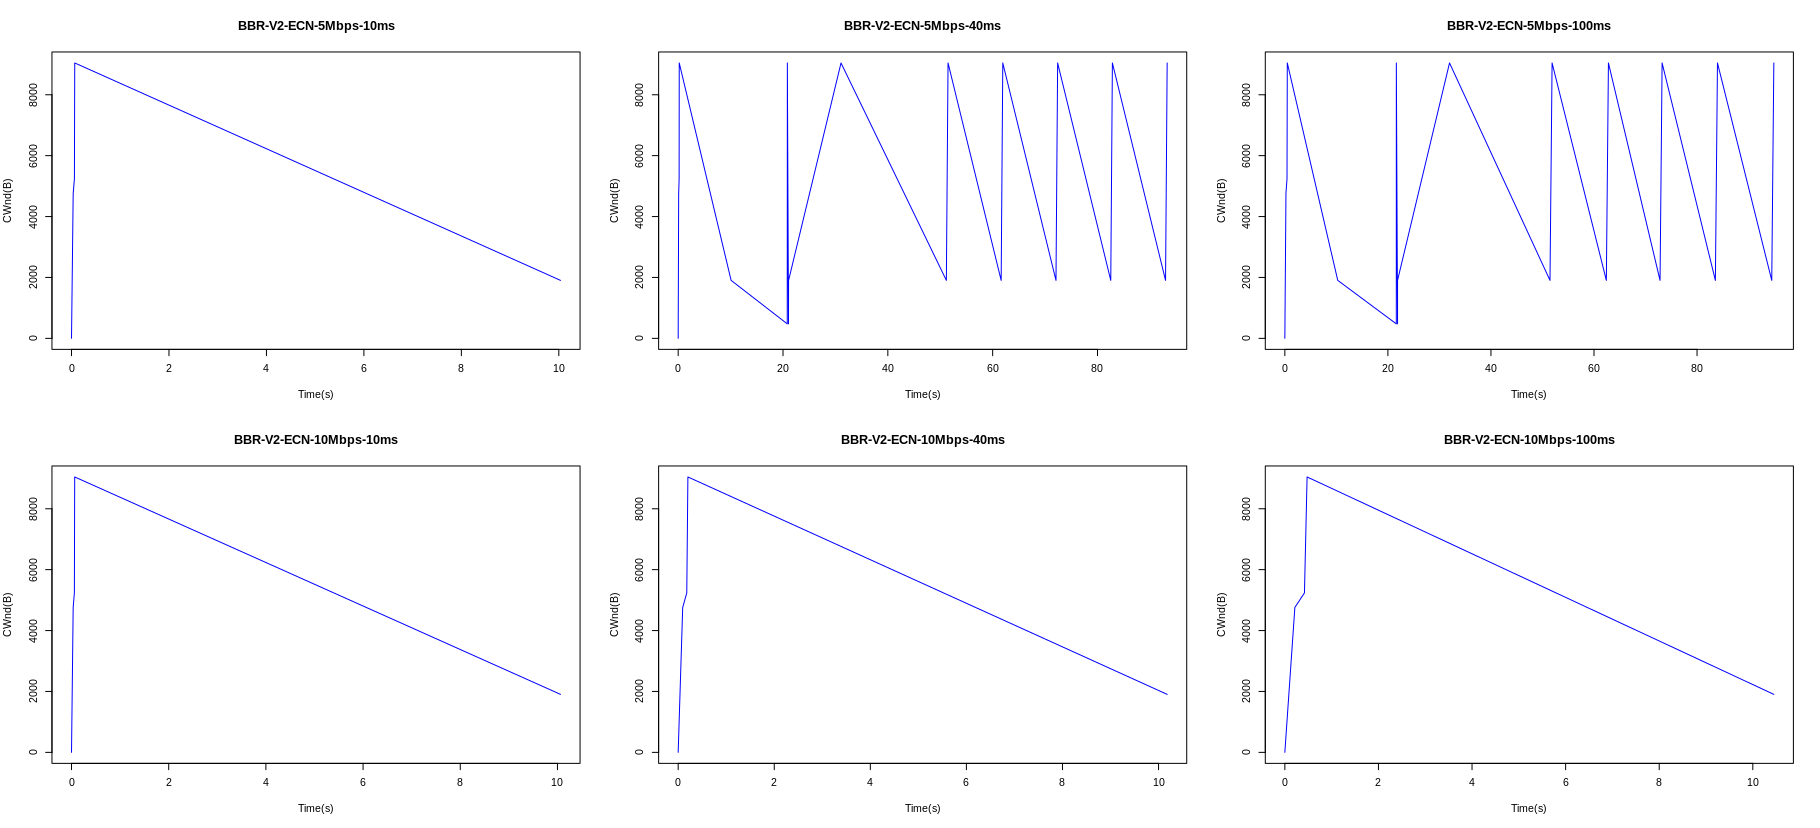 BBR-V2-ECN-5Mbps-10ms
CWnd(B)
8000
6000
4000
2000
0
0 2 4 6 8 10
Time(s)
BBR-V2-ECN-5Mbps-40ms
CWnd(B)
8000
6000
4000
2000
0
0 20 40 60 80
Time(s)
BBR-V2-ECN-5Mbps-100ms
CWnd(B)
8000
6000
4000
2000
0
0 20 40 60 80
Time(s)
BBR-V2-ECN-10Mbps-10ms
CWnd(B)
8000
6000
4000
2000
0
0 2 4 6 8 10
Time(s)
BBR-V2-ECN-10Mbps-40ms
CWnd(B)
8000
6000
4000
2000
0
0 2 4 6 8 10
Time(s)
BBR-V2-ECN-10Mbps-100ms
CWnd(B)
8000
6000
4000
2000
0
0 2 4 6 8 10
Time(s)